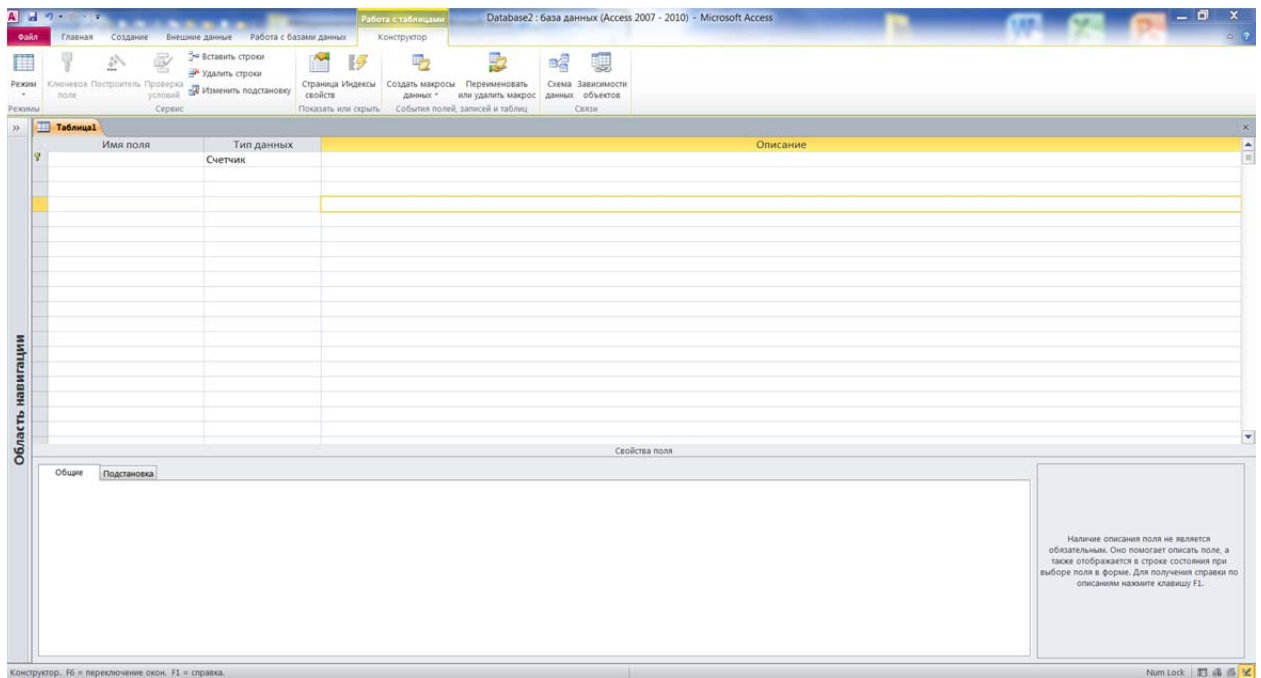 Работа с таблицами
Database2 : база данных (Access 2007 - 2010) - Microsoft Access
Файл Главная Создание Внешние данные Работа с базами данных Конструктор
Режим
Ключевое поле
Построитель
Проверка условий
Вставить строки
Удалить строки
Изменить подстановку
Страница свойств
Индексы
Создать макросы данных
Переименовать или удалить макрос
Схема данных
Зависимости объектов
Режимы Сервис Показать или скрыть События полей, записей и таблиц Связи
Таблица1
Имя поля Тип данных Описание
Счетчик
Область навигации
Свойства поля
Общие Подстановка
Наличие описания поля не является
обязательным. Оно помогает описать поле, а
также отображается в строке состояния при
выборе поля в форме. Для получения справки по
описаниям нажмите клавишу F1.
Конструктор. F6 = переключение окон. F1 = справка. Num Lock